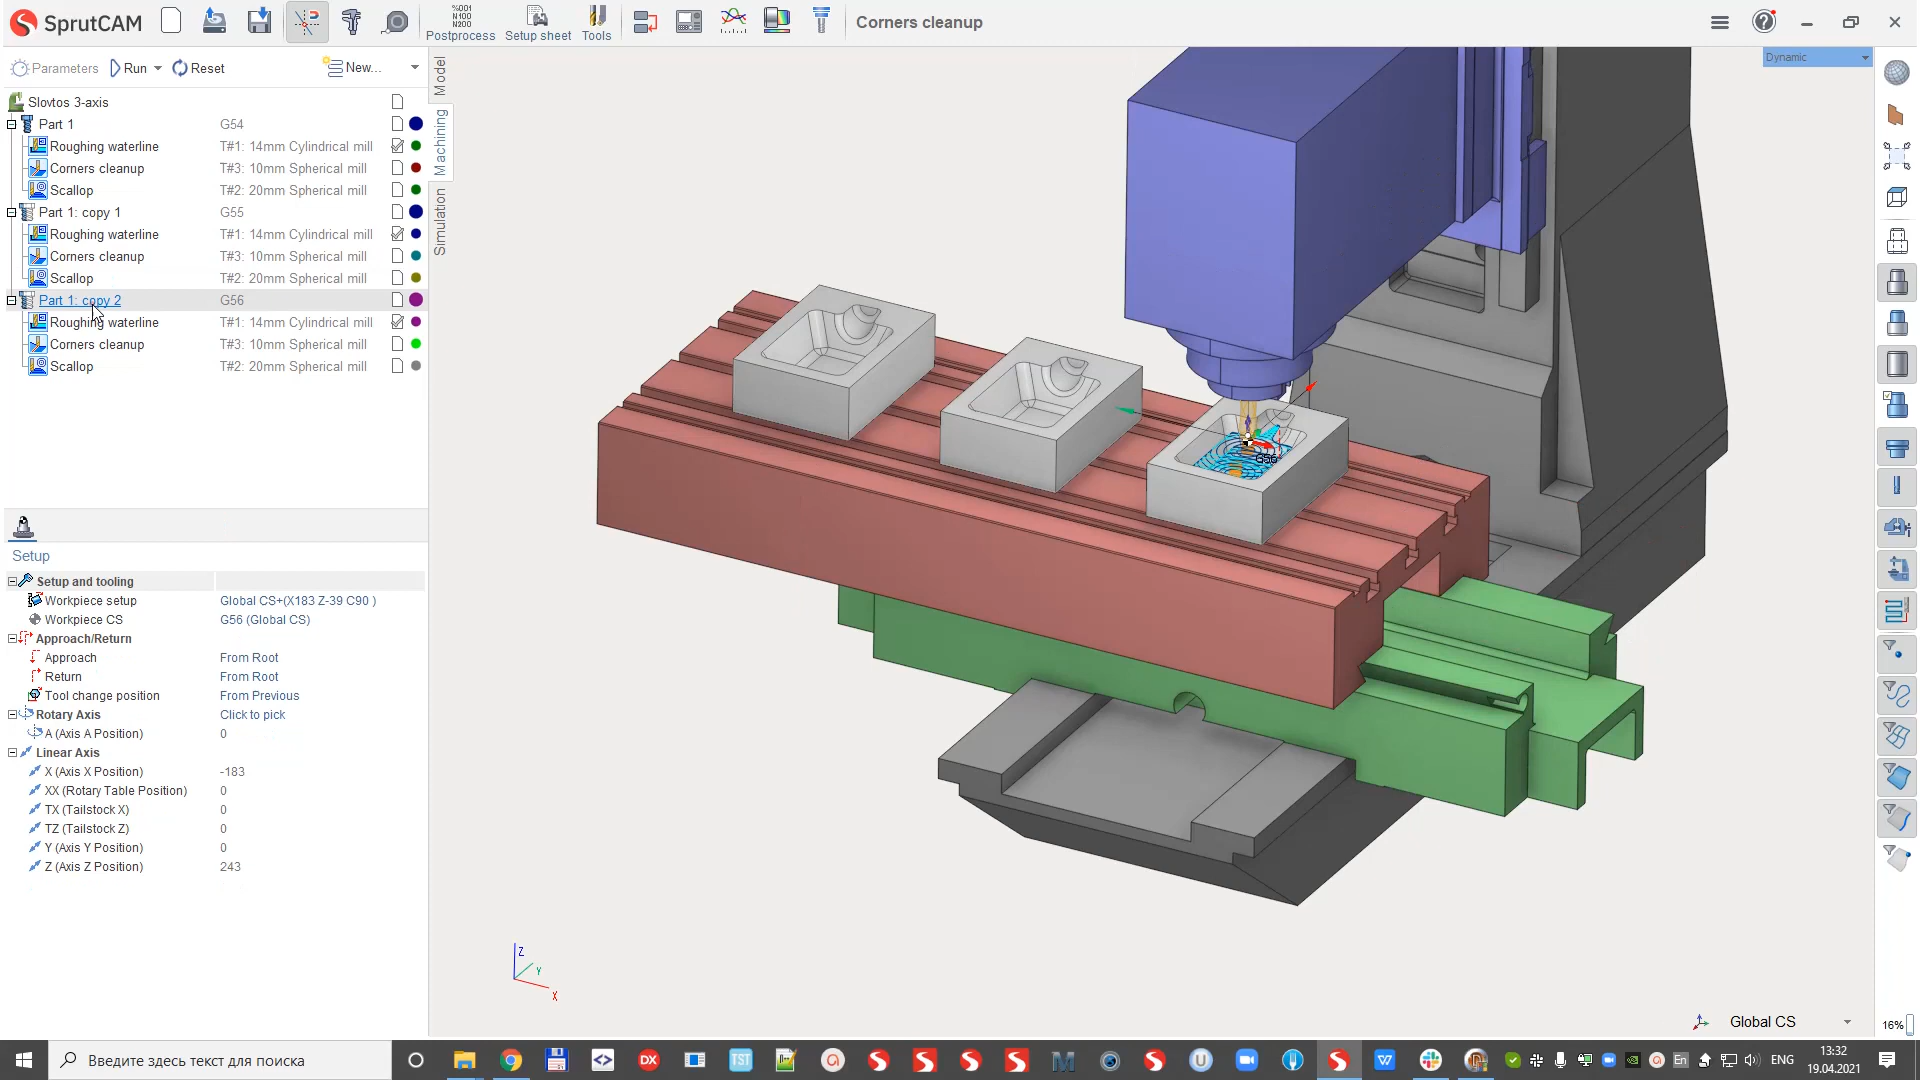 SprutCAM
%001
N100
N200
Postprocess
Setup sheet
Tools
Corners cleanup
Parameters
Run
Reset
New...
Model
Machining
Simulation
Dynamic
Slovtos 3-axis
Part 1 G54
Roughing waterline T#1: 14mm Cylindrical mill
Corners cleanup T#3: 10mm Spherical mill
Scallop T#2: 20mm Spherical mill
Part 1: copy 1 G55
Roughing waterline T#1: 14mm Cylindrical mill
Corners cleanup T#3: 10mm Spherical mill
Scallop T#2: 20mm Spherical mill
Part 1: copy 2 G56
Roughing waterline T#1: 14mm Cylindrical mill
Corners cleanup T#3: 10mm Spherical mill
Scallop T#2: 20mm Spherical mill
G56
Setup
Setup and tooling
Workpiece setup Global CS+(X183 Z-39 C90 )
Workpiece CS G56 (Global CS)
Approach/Return
Approach From Root
Return From Root
Tool change position From Previous
Rotary Axis Click to pick
A (Axis A Position) 0
Linear Axis
X (Axis X Position) -183
XX (Rotary Table Position) 0
TX (Tailstock X) 0
TZ (Tailstock Z) 0
Y (Axis Y Position) 0
Z (Axis Z Position) 243
Z
Y
X
Global CS
16%
Введите здесь текст для поиска
DX
TST
En
ENG
13:32
19.04.2021